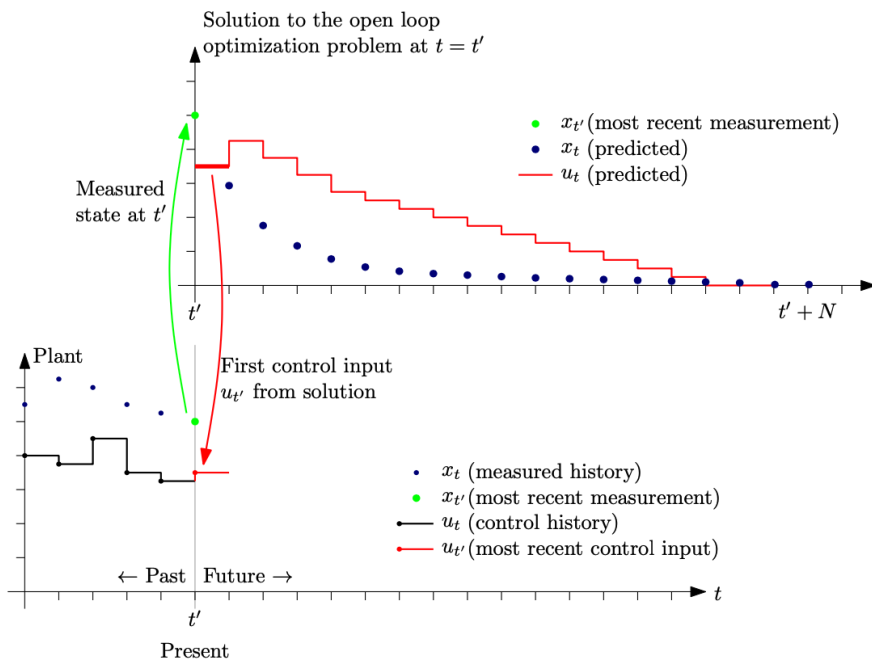 Solution to the open loop
optimization problem at t = t′
x_{t′}(most recent measurement)
x_t (predicted)
u_t (predicted)
Measured
state at t′
t′
t′ + N
Plant
First control input
u_{t′} from solution
x_t (measured history)
x_{t′}(most recent measurement)
u_t (control history)
u_{t′}(most recent control input)
← Past Future →
t
t′
Present